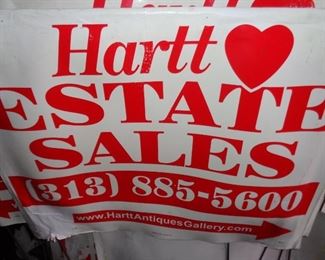 Hartt
ESTATE
SALES
(313) 885-5600
www.HarttAntiquesGallery.com